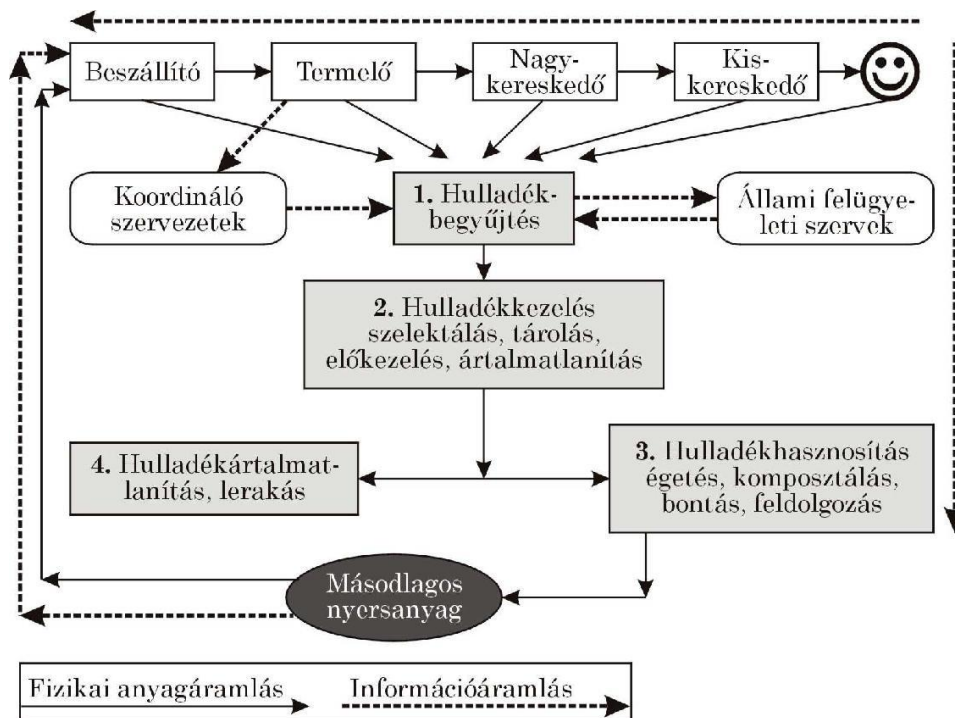 Beszállító
Termelő
Nagy-
kereskedő
Kis-
kereskedő
Koordináló
szervezetek
1. Hulladék-
begyűjtés
Állami felügye-
leti szervek
2. Hulladékkezelés
szelektálás, tárolás,
előkezelés, ártalmatlanítás
4. Hulladékártalmat-
lanítás, lerakás
3. Hulladékhasznosítás
égetés, komposztálás,
bontás, feldolgozás
Másodlagos
nyersanyag
Fizikai anyagáramlás
Információáramlás